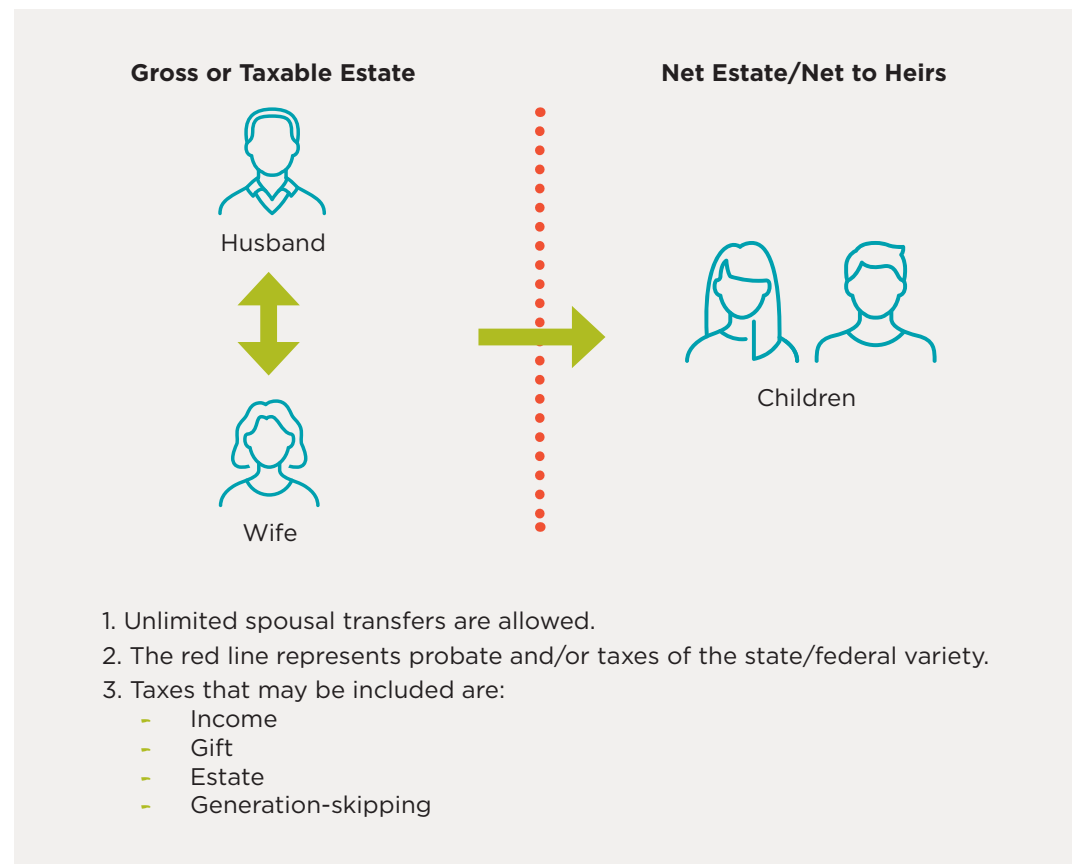 Gross or Taxable Estate
Net Estate/Net to Heirs
Husband
Wife
Children
1. Unlimited spousal transfers are allowed.
2. The red line represents probate and/or taxes of the state/federal variety.
3. Taxes that may be included are:
- Income
- Gift
- Estate
- Generation-skipping